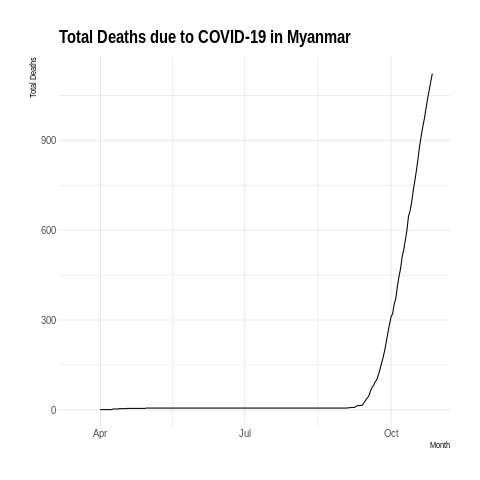 Total Deaths due to COVID-19 in Myanmar
Total Deaths
900
600
300
0
Apr
Jul
Oct
Month